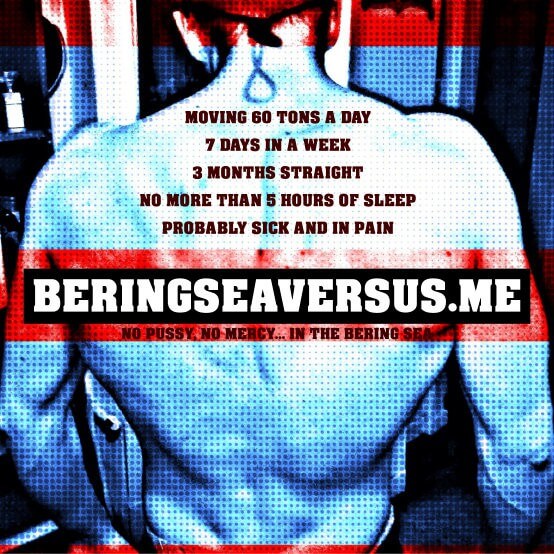 MOVING 60 TONS A DAY
7 DAYS IN A WEEK
3 MONTHS STRAIGHT
NO MORE THAN 5 HOURS OF SLEEP
PROBABLY SICK AND IN PAIN
BERINGSEAVERSUS.ME
NO PUSSY, NO MERCY... IN THE BERING SEA